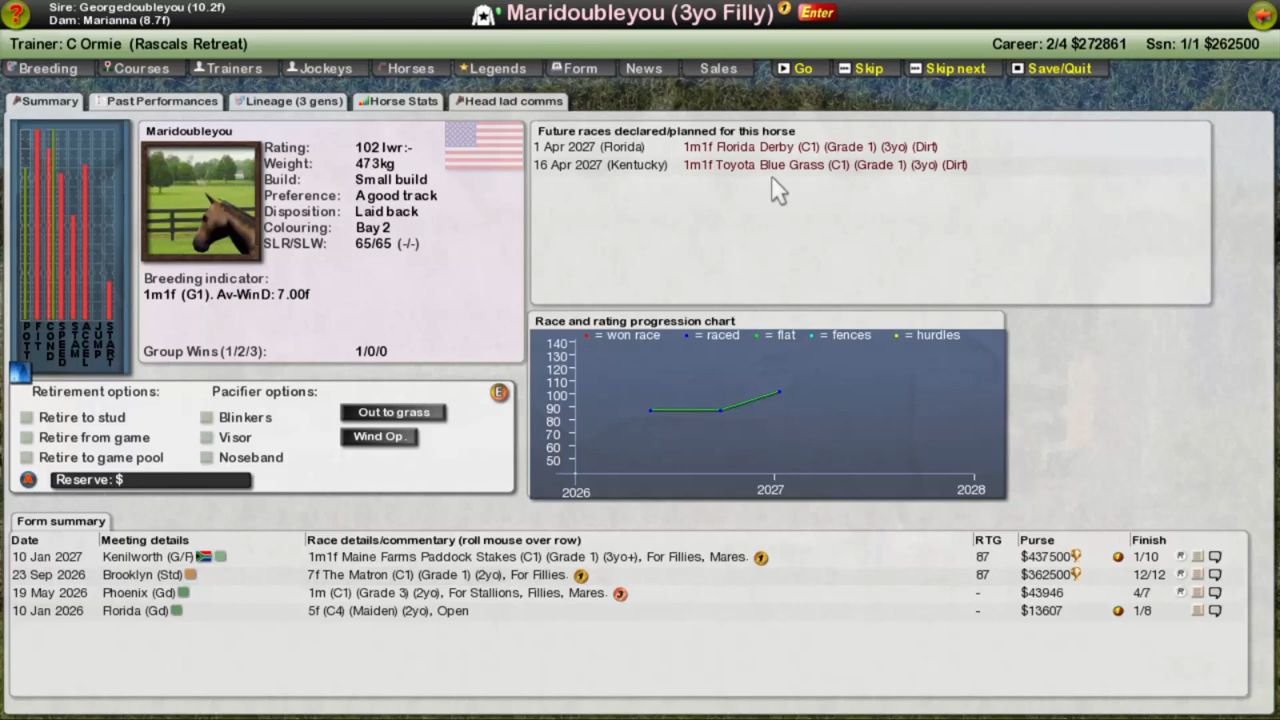 Sire: Georgedoubleyou (10.2f)
Dam: Marianna (8.7f)
Maridoubleyou (3yo Filly) 1 Enter
Trainer: C Ormie (Rascals Retreat)
Career: 2/4 $272861 Ssn: 1/1 $262500
Breeding Courses Trainers Jockeys Horses Legends Form News Sales Go Skip Skip next Save/Quit
Summary Past Performances Lineage (3 gens) Horse Stats Head lad comms
Maridoubleyou
Rating: 102 lwr:-
Weight: 473kg
Build: Small build
Preference: A good track
Disposition: Laid back
Colouring: Bay 2
SLR/SLW: 65/65 (-/-)
Breeding indicator:
1m1f (G1). Av-WinD: 7.00f
Group Wins (1/2/3): 1/0/0
POTT FIT COND SPEED STAM ACCEL JUMP START
Future races declared/planned for this horse
1 Apr 2027 (Florida) 1m1f Florida Derby (C1) (Grade 1) (3yo) (Dirt)
16 Apr 2027 (Kentucky) 1m1f Toyota Blue Grass (C1) (Grade 1) (3yo) (Dirt)
Race and rating progression chart
= won race = raced = flat = fences = hurdles
140
130
120
110
100
90
80
70
60
50
2026 2027 2028
Retirement options: Pacifier options: E
Retire to stud Blinkers Out to grass
Retire from game Visor Wind Op.
Retire to game pool Noseband
Reserve: $
Form summary
Date Meeting details Race details/commentary (roll mouse over row) RTG Purse Finish
10 Jan 2027 Kenilworth (G/F) 1m1f Maine Farms Paddock Stakes (C1) (Grade 1) (3yo+), For Fillies, Mares. 1 87 $437500 1/10
23 Sep 2026 Brooklyn (Std) 7f The Matron (C1) (Grade 1) (2yo), For Fillies. 1 87 $362500 12/12
19 May 2026 Phoenix (Gd) 1m (C1) (Grade 3) (2yo), For Stallions, Fillies, Mares. 3 - $43946 4/7
10 Jan 2026 Florida (Gd) 5f (C4) (Maiden) (2yo), Open - $13607 1/8